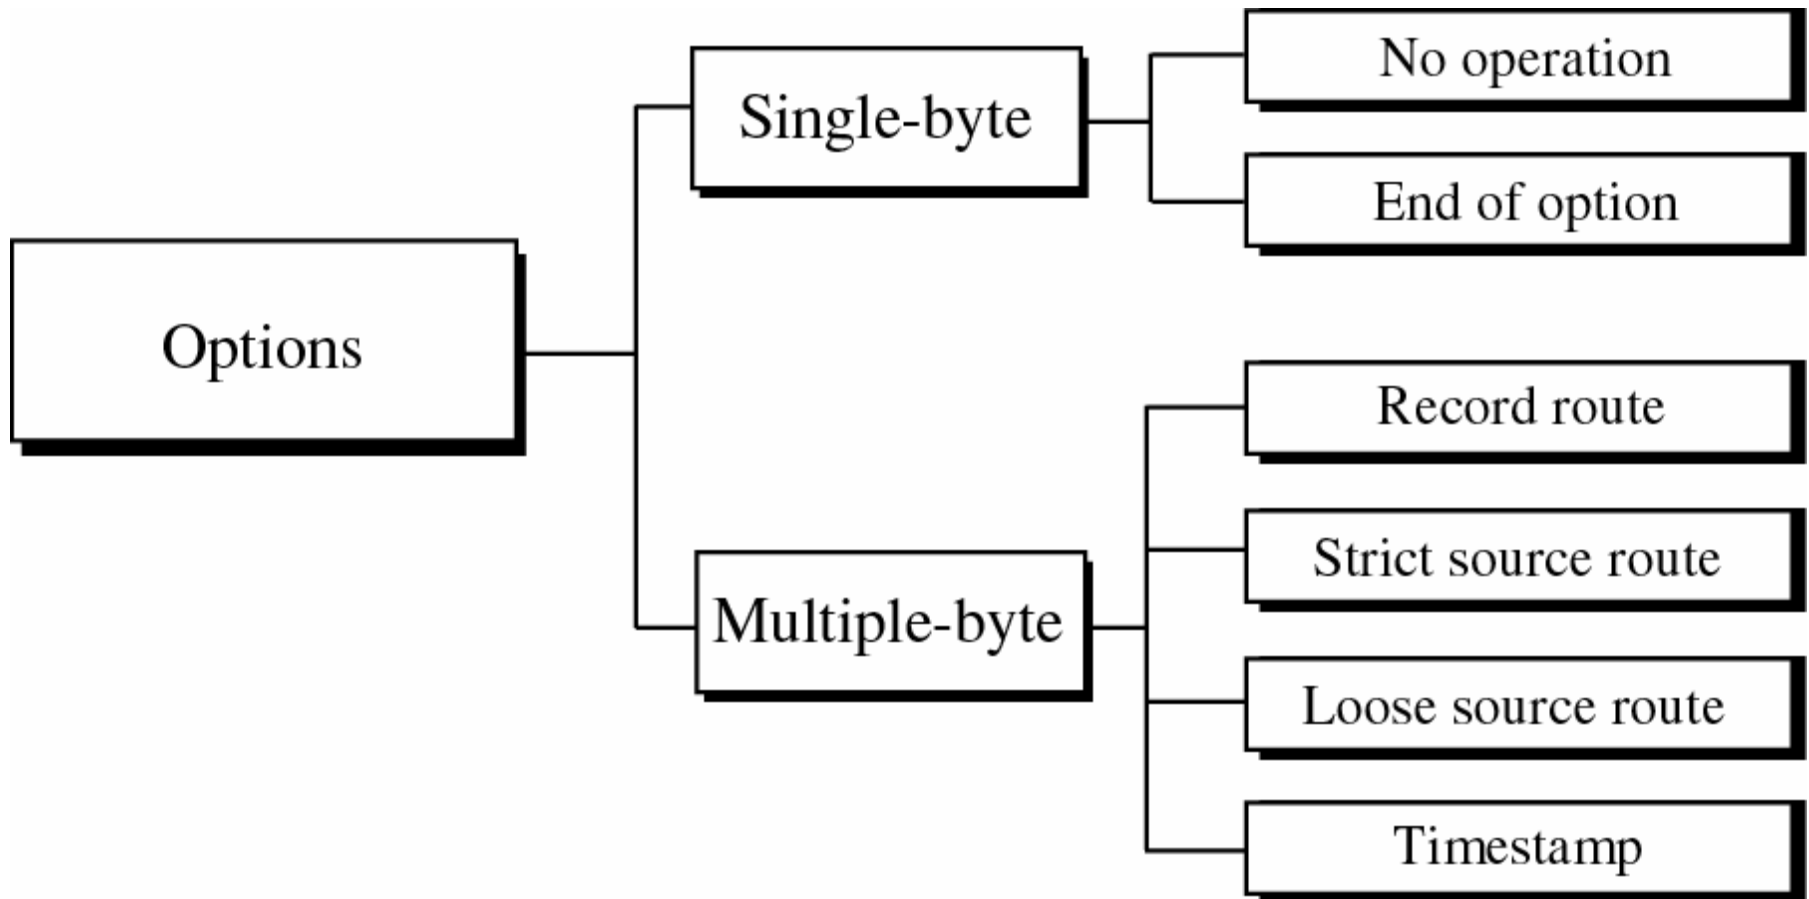 Options
Single-byte
No operation
End of option
Multiple-byte
Record route
Strict source route
Loose source route
Timestamp